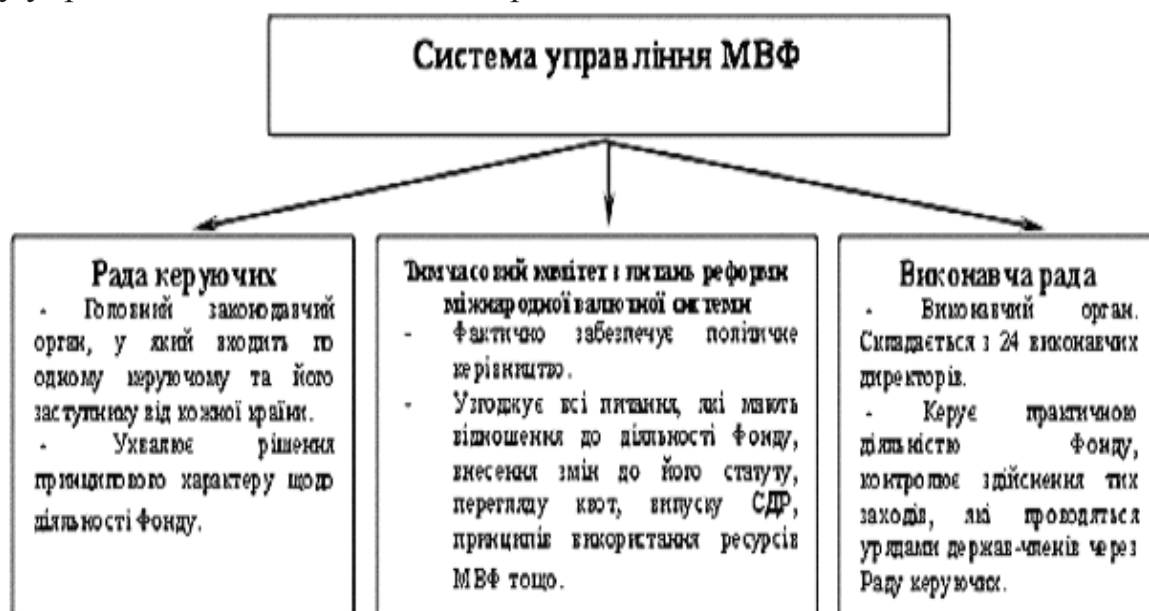 Система управління МВФ
Рада керуючих
- Головний законодавчий
орган, у який входить по
одному керуючому та його
заступнику від кожної країни.
- Ухвалює рішення
принципового характеру щодо
діяльності Фонду.
Тимчасовий комітет з питань реформи
міжнародної валютної системи
- Фактично забезпечує політичне
керівництво.
- Узгоджує всі питання, які мають
відношення до діяльності Фонду,
внесення змін до його статуту,
перегляду квот, випуску СДР,
принципів використання ресурсів
МВФ тощо.
Виконавча рада
- Виконавчий орган.
Складається з 24 виконавчих
директорів.
- Керує практичною
діяльністю Фонду,
контролює здійснення тих
заходів, які проводяться
урядами держав-членів через
Раду керуючих.